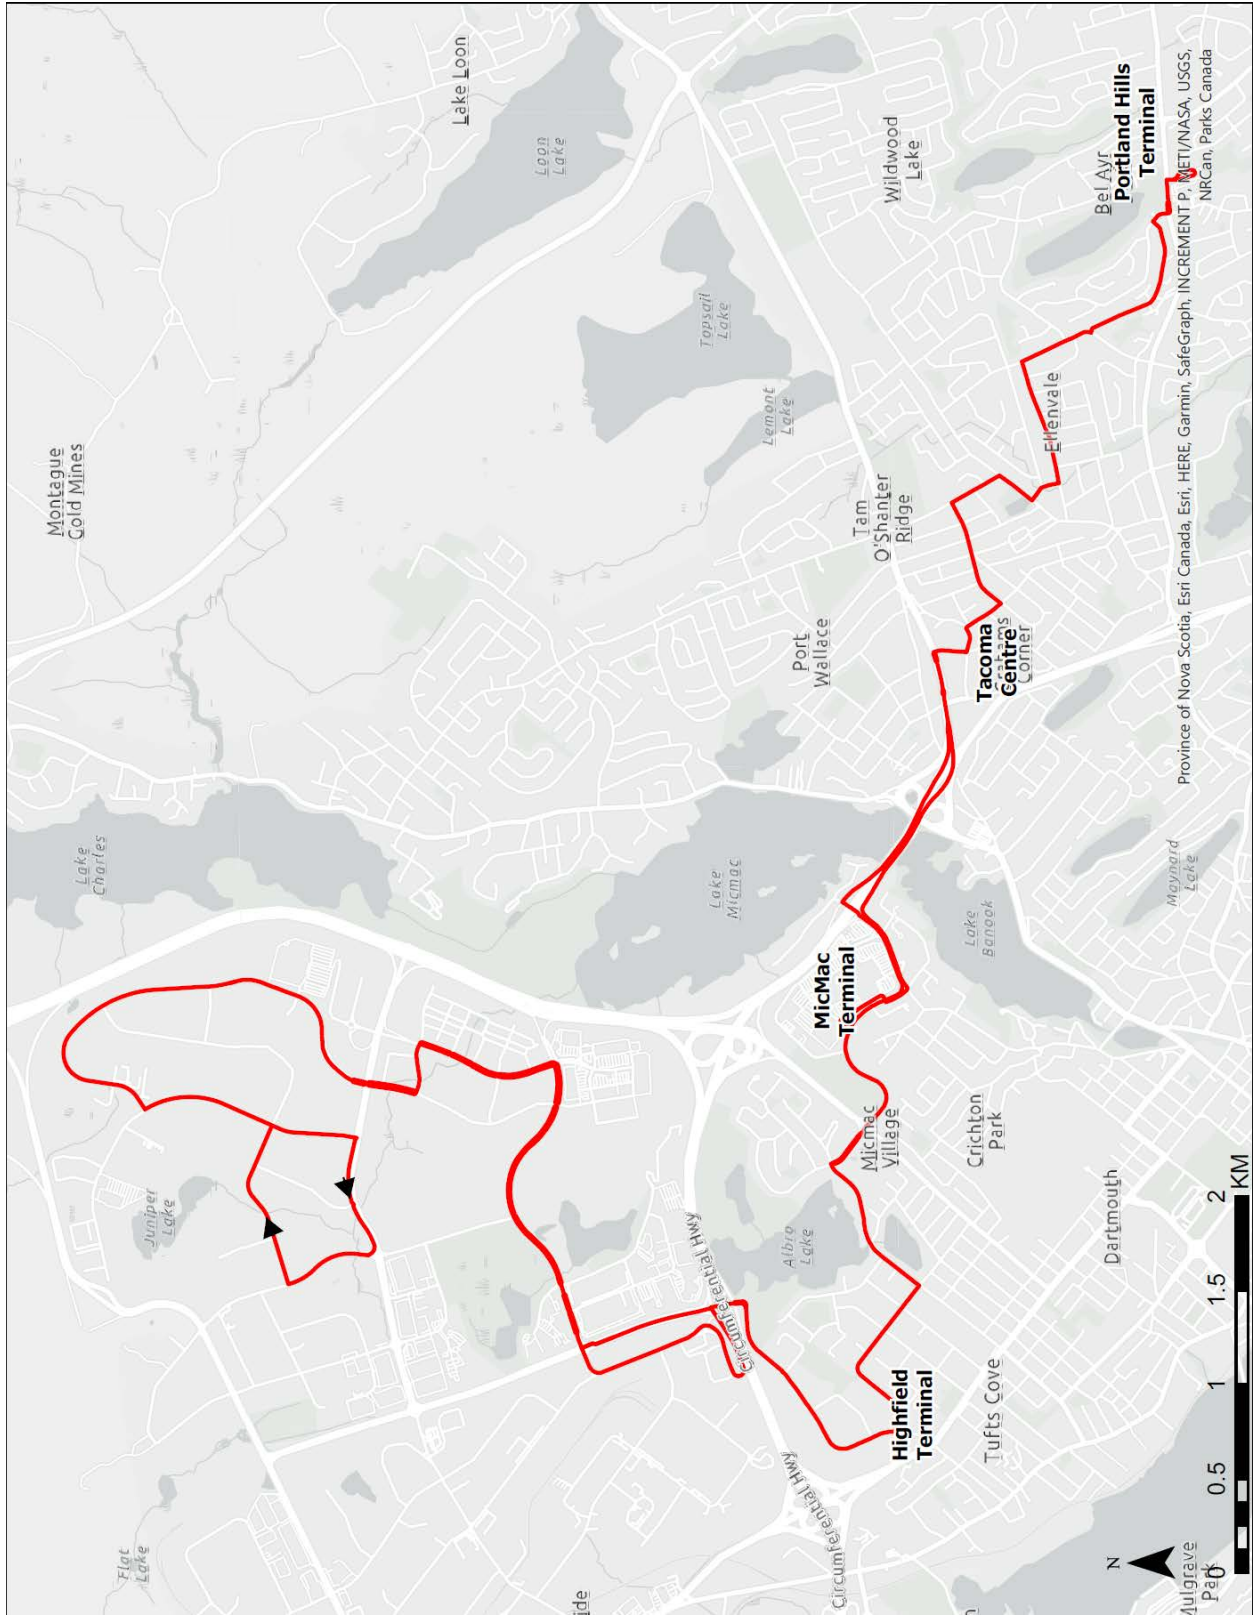 Montague
Gold Mines
Lake
Charles
Flat
Lake
Juniper
Lake
Lake Loon
Loon
Lake
ide
Topsail
Lake
Lake
Micmac
Circumferential Hwy
Lemont
Lake
Albro
Lake
Circumferential Hwy
Port
Wallace
MicMac
Terminal
Tam
O'Shanter
Ridge
Micmac
Village
Wildwood
Lake
Highfield
Terminal
Lake
Banook
Crichton
Park
Tufts Cove
Tacoma
Centre
Grahams
Corner
Ellenvale
Bel Ayr
Portland Hills
Terminal
Dartmouth
N
Maynard
Lake
Mulgrave
Park
Province of Nova Scotia, Esri Canada, Esri, HERE, Garmin, SafeGraph, INCREMENT P, METI/NASA, USGS,
NRCan, Parks Canada
0 0.5 1 1.5 2
KM